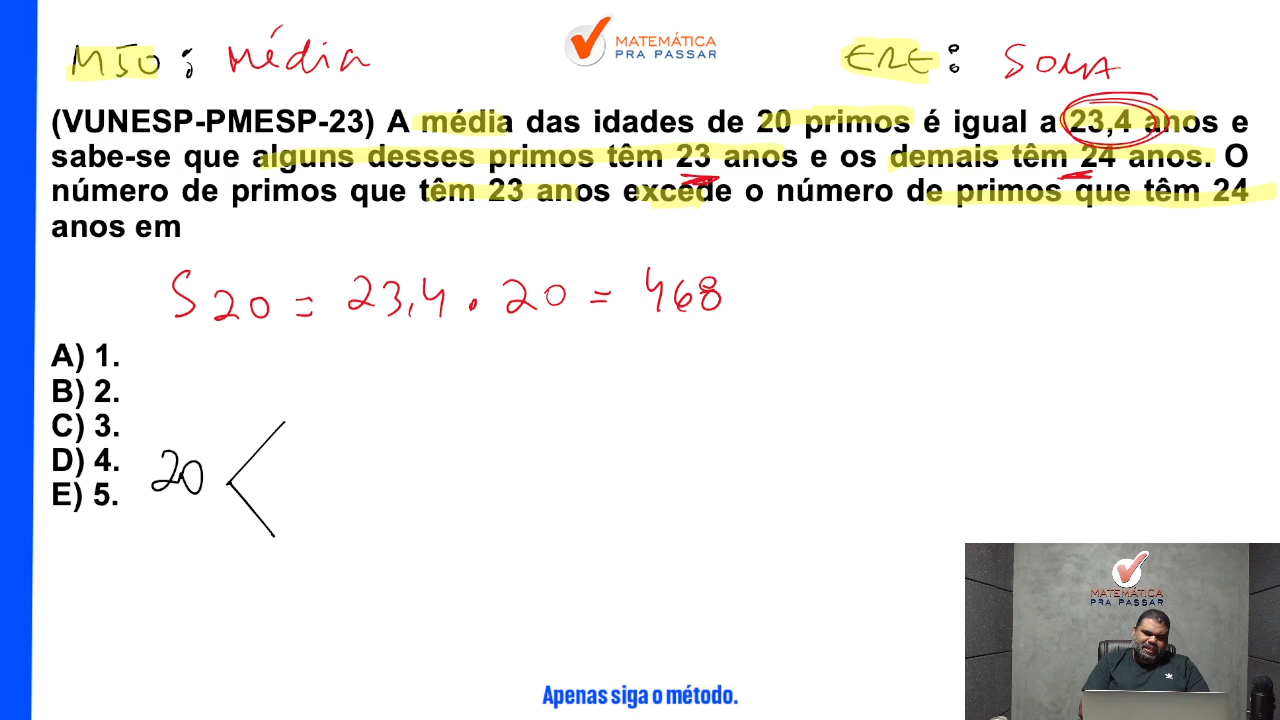 MJO: Média
MATEMÁTICA
PRA PASSAR
ERE: SOMA
(VUNESP-PMESP-23) A média das idades de 20 primos é igual a 23,4 anos e
sabe-se que alguns desses primos têm 23 anos e os demais têm 24 anos. O
número de primos que têm 23 anos excede o número de primos que têm 24
anos em
S20 = 23,4 . 20 = 468
A) 1.
B) 2.
C) 3.
D) 4.
E) 5.
20
MATEMÁTICA
PRA PASSAR
Apenas siga o método.